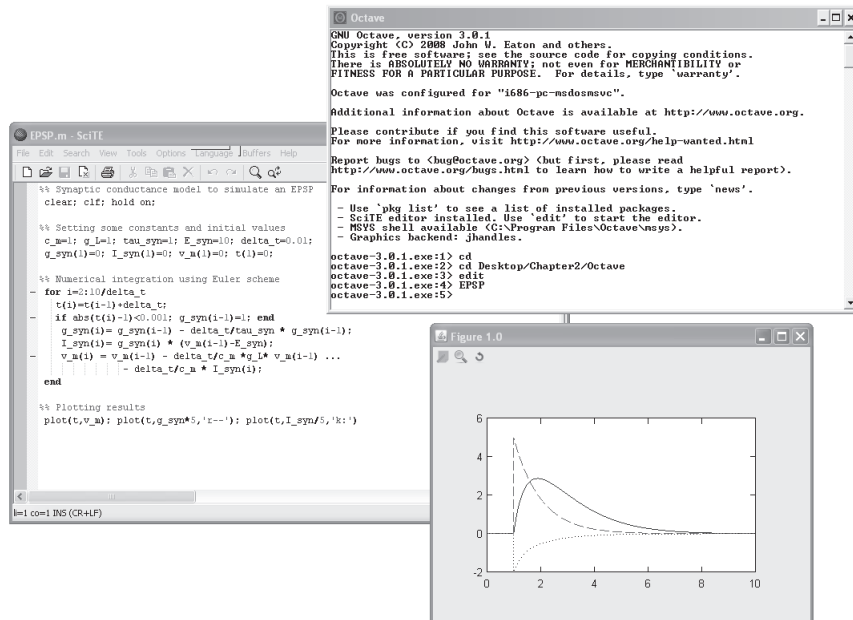 Octave
GNU Octave, version 3.0.1
Copyright (C) 2008 John W. Eaton and others.
This is free software; see the source code for copying conditions.
There is ABSOLUTELY NO WARRANTY; not even for MERCHANTIBILITY or
FITNESS FOR A PARTICULAR PURPOSE.  For details, type `warranty'.
Octave was configured for "i686-pc-msdosmsvc".
Additional information about Octave is available at http://www.octave.org.
Please contribute if you find this software useful.
For more information, visit http://www.octave.org/help-wanted.html
Report bugs to <bug@octave.org> (but first, please read
http://www.octave.org/bugs.html to learn how to write a helpful report).
For information about changes from previous versions, type `news'.
- Use `pkg list' to see a list of installed packages.
- SciTE editor installed. Use `edit' to start the editor.
- MSYS shell available (C:\Program Files\Octave\msys).
- Graphics backend: jhandles.
octave-3.0.1.exe:1> cd
octave-3.0.1.exe:2> cd Desktop/Chapter2/Octave
octave-3.0.1.exe:3> edit
octave-3.0.1.exe:4> EPSP
octave-3.0.1.exe:5>
EPSP.m - SciTE
File Edit Search View Tools Options Language Buffers Help
%% Synaptic conductance model to simulate an EPSP
clear; clf; hold on;
%% Setting some constants and initial values
c_m=1; g_L=1; tau_syn=1; E_syn=10; delta_t=0.01;
g_syn(1)=0; I_syn(1)=0; v_m(1)=0; t(1)=0;
%% Numerical integration using Euler scheme
for i=2:10/delta_t
t(i)=t(i-1)+delta_t;
if abs(t(i)-1)<0.001; g_syn(i-1)=1; end
g_syn(i)= g_syn(i-1) - delta_t/tau_syn * g_syn(i-1);
I_syn(i)= g_syn(i) * (v_m(i-1)-E_syn);
v_m(i) = v_m(i-1) - delta_t/c_m *g_L* v_m(i-1) ...
- delta_t/c_m * I_syn(i);
end
%% Plotting results
plot(t,v_m); plot(t,g_syn*5,'r--'); plot(t,I_syn/5,'k:')
li=1 co=1 INS (CR+LF)
Figure 1.0
6
4
2
0
-2
0 2 4 6 8 10